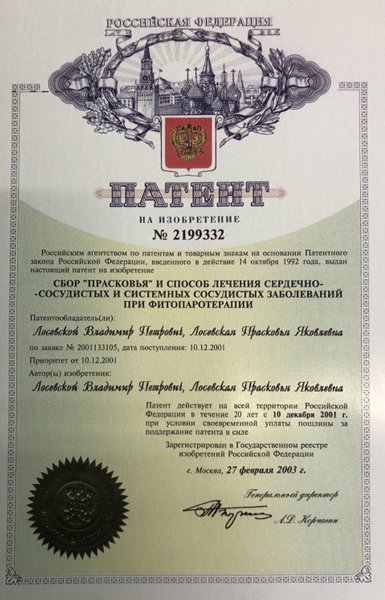 РОССИЙСКАЯ ФЕДЕРАЦИЯ
ПАТЕНТ
НА ИЗОБРЕТЕНИЕ
№ 2199332
Российским агентством по патентам и товарным знакам на основании Патентного
закона Российской Федерации, введенного в действие 14 октября 1992 года, выдан
настоящий патент на изобретение
СБОР "ПРАСКОВЬЯ" И СПОСОБ ЛЕЧЕНИЯ СЕРДЕЧНО-
-СОСУДИСТЫХ И СИСТЕМНЫХ СОСУДИСТЫХ ЗАБОЛЕВАНИЙ
ПРИ ФИТОПАРОТЕРАПИИ
Патентообладатель(ли):
Лосевской Владимир Петрович, Лосевская Прасковья Яковлевна
по заявке № 2001133105, дата поступления: 10.12.2001
Приоритет от 10.12.2001
Автор(ы) изобретения:
Лосевской Владимир Петрович, Лосевская Прасковья Яковлевна
Патент действует на всей территории Российской
Федерации в течение 20 лет с 10 декабря 2001 г.
при условии своевременной уплаты пошлины за
поддержание патента в силе
Зарегистрирован в Государственном реестре
изобретений Российской Федерации
г. Москва, 27 февраля 2003 г.
Генеральный директор
А.Д. Корчагин